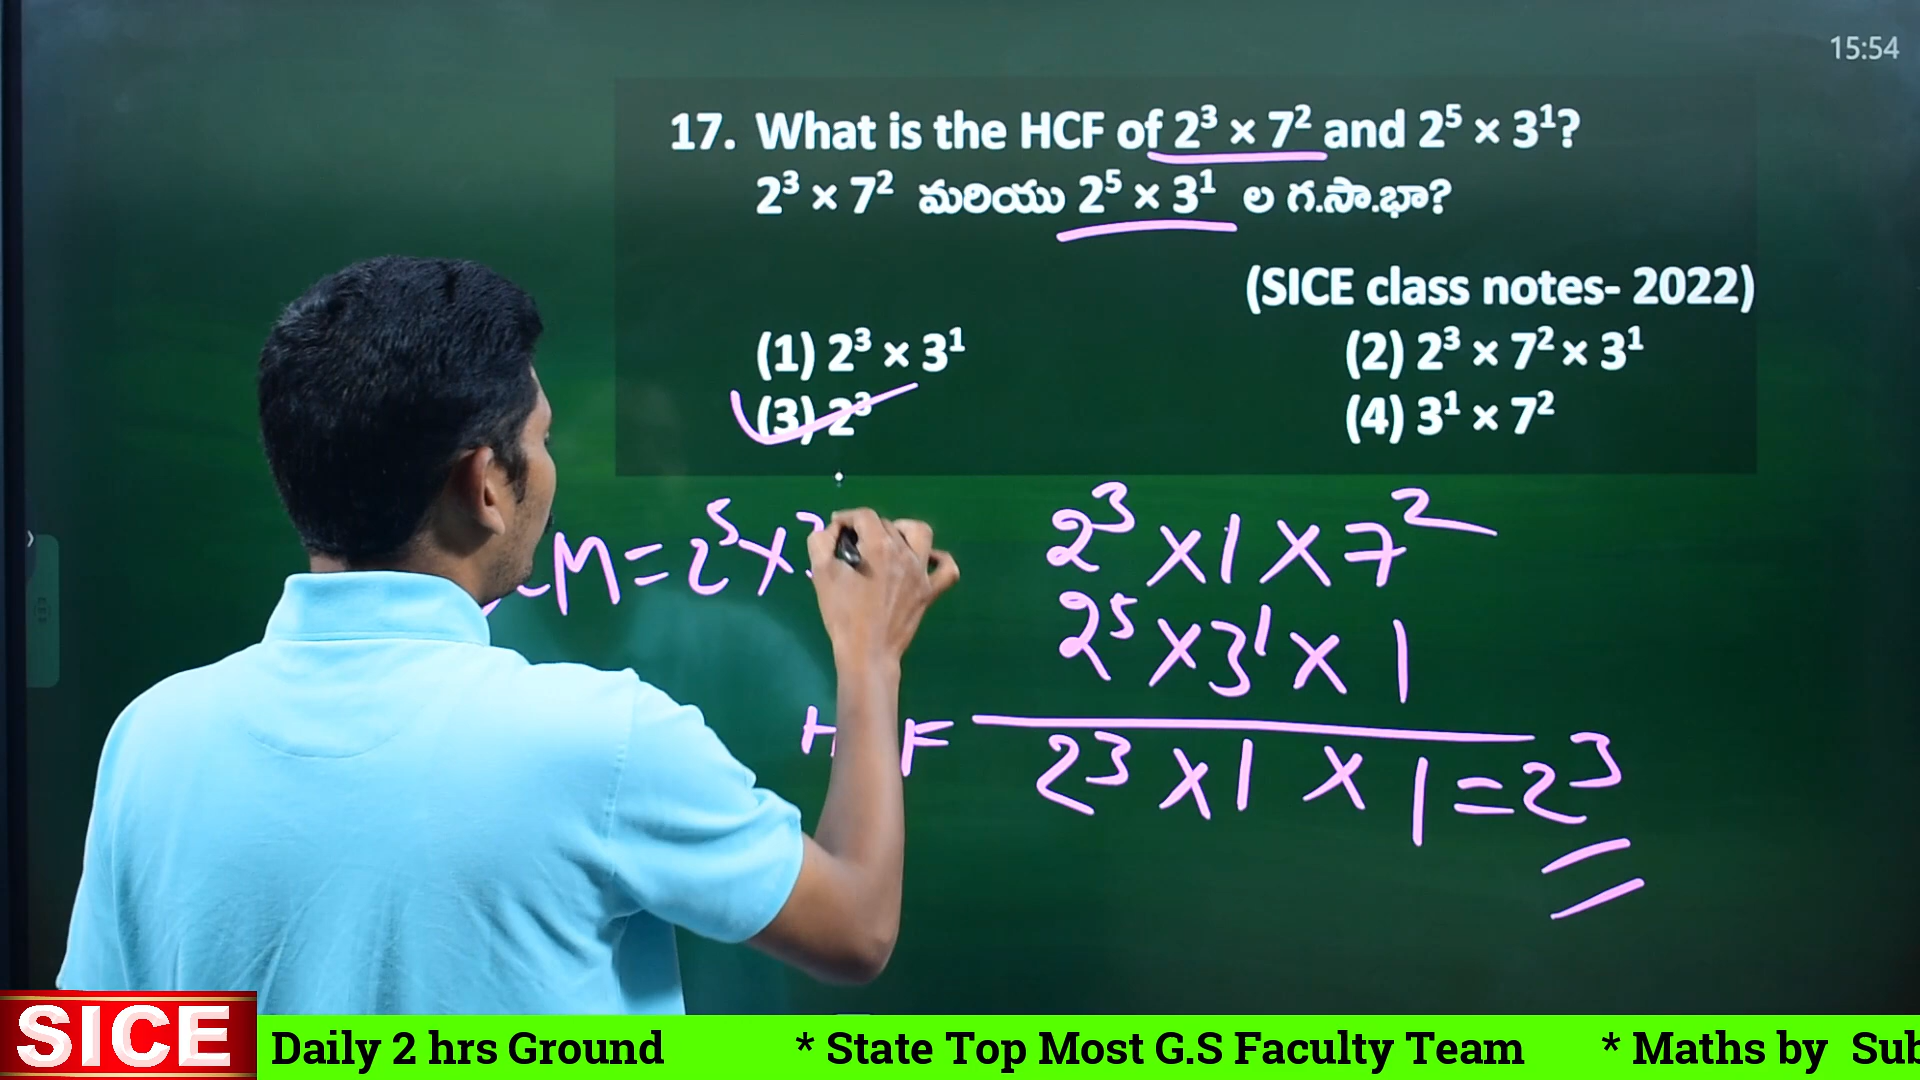 15:54
17. What is the HCF of 2³ × 7² and 2⁵ × 3¹?
2³ × 7² మరియు 2⁵ × 3¹ ల గ.సా.భా?
(SICE class notes- 2022)
(1) 2³ × 3¹
(2) 2³ × 7² × 3¹
(3) 2³
(4) 3¹ × 7²
M = 2⁵ ×
2³ × 1 × 7²
2⁵ × 3¹ × 1
2³ × 1 × 1 = 2³
SICE
Daily 2 hrs Ground * State Top Most G.S Faculty Team * Maths by